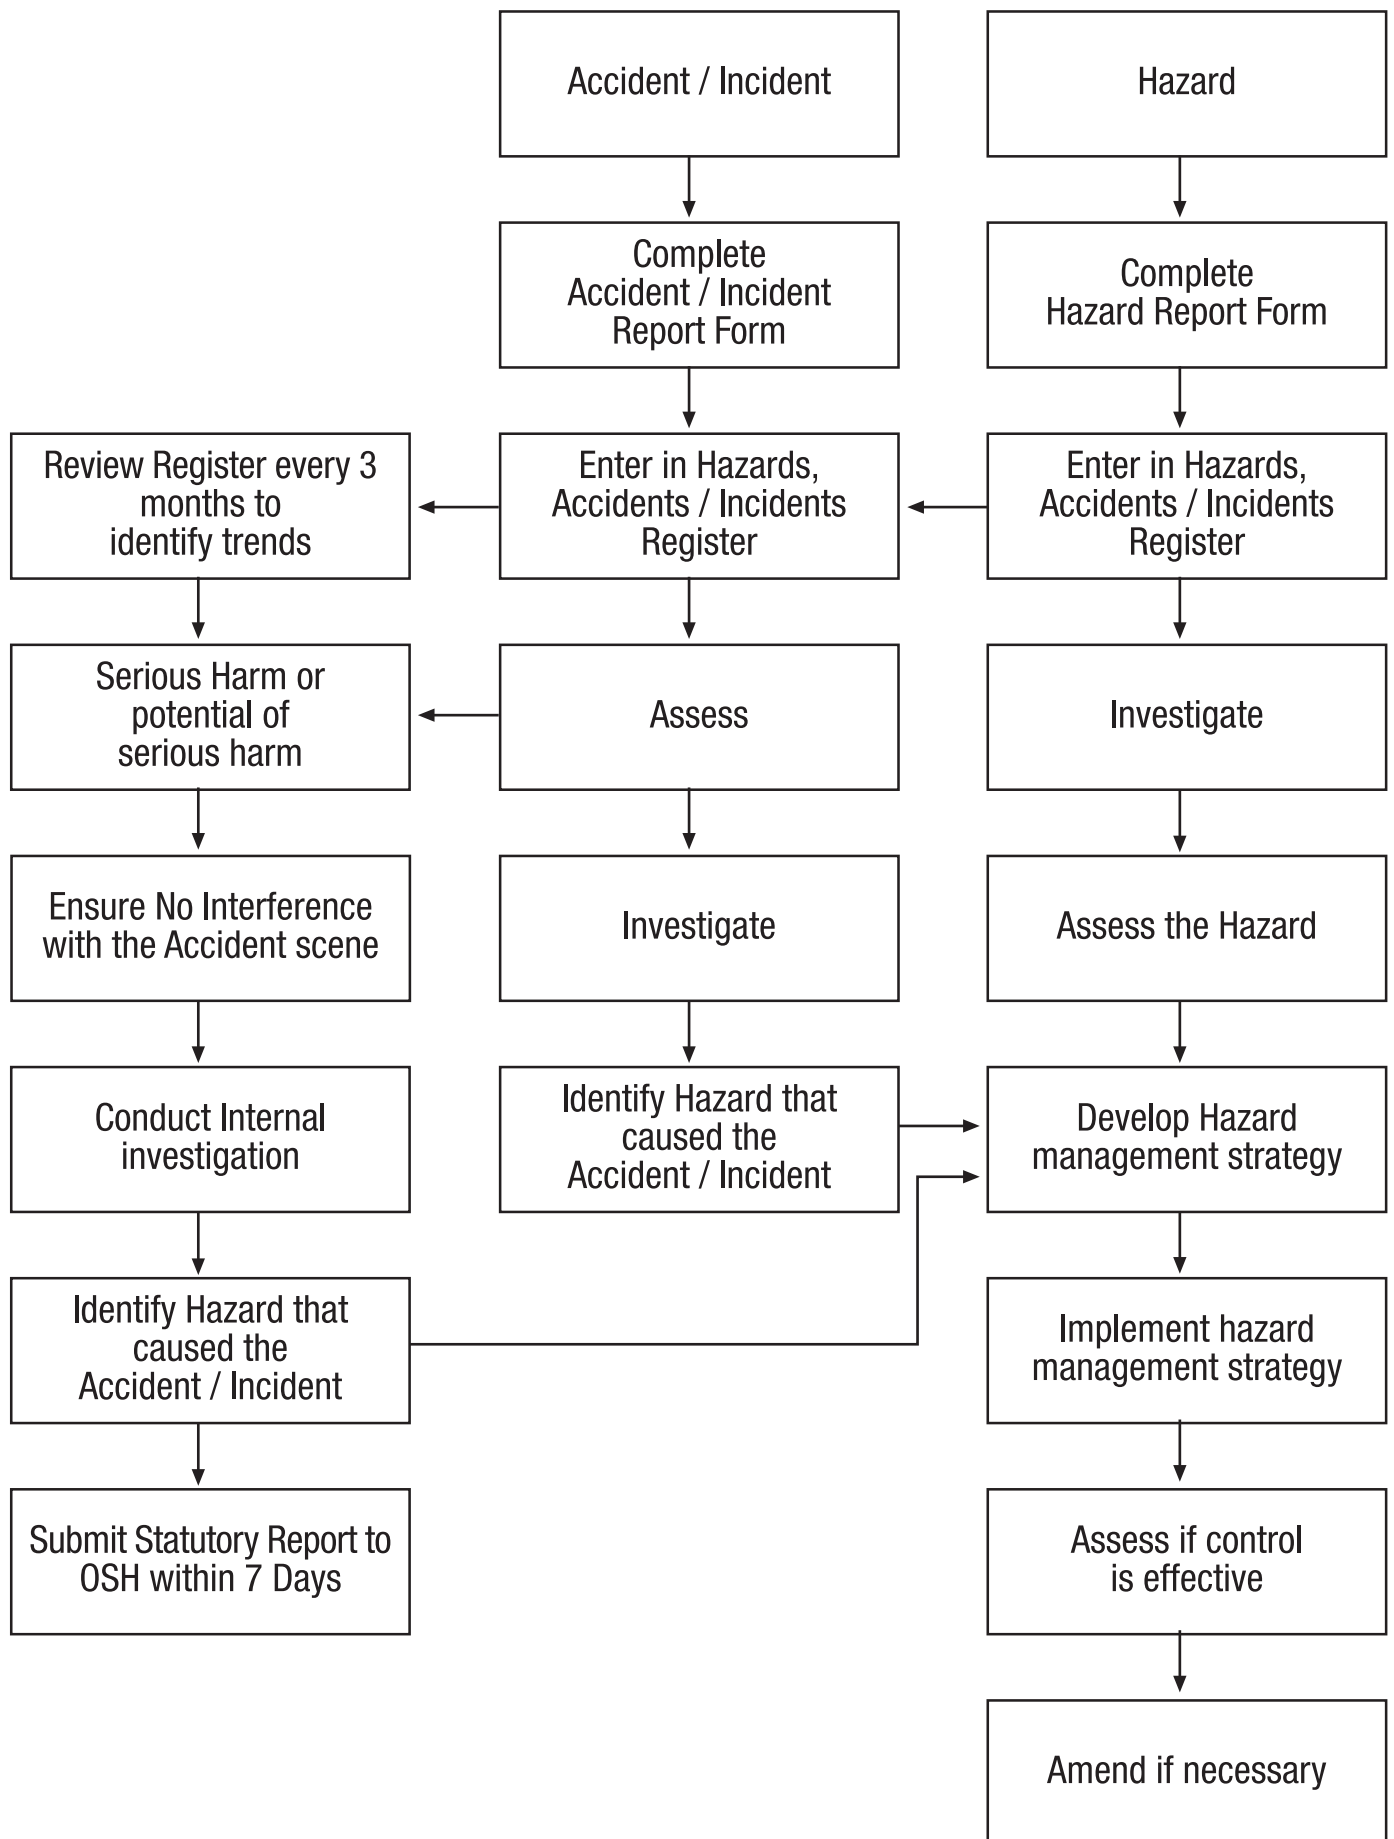 Accident / Incident
Hazard
Complete
Accident / Incident
Report Form
Complete
Hazard Report Form
Review Register every 3
months to
identify trends
Enter in Hazards,
Accidents / Incidents
Register
Enter in Hazards,
Accidents / Incidents
Register
Serious Harm or
potential of
serious harm
Assess
Investigate
Ensure No Interference
with the Accident scene
Investigate
Assess the Hazard
Conduct Internal
investigation
Identify Hazard that
caused the
Accident / Incident
Develop Hazard
management strategy
Identify Hazard that
caused the
Accident / Incident
Implement hazard
management strategy
Submit Statutory Report to
OSH within 7 Days
Assess if control
is effective
Amend if necessary